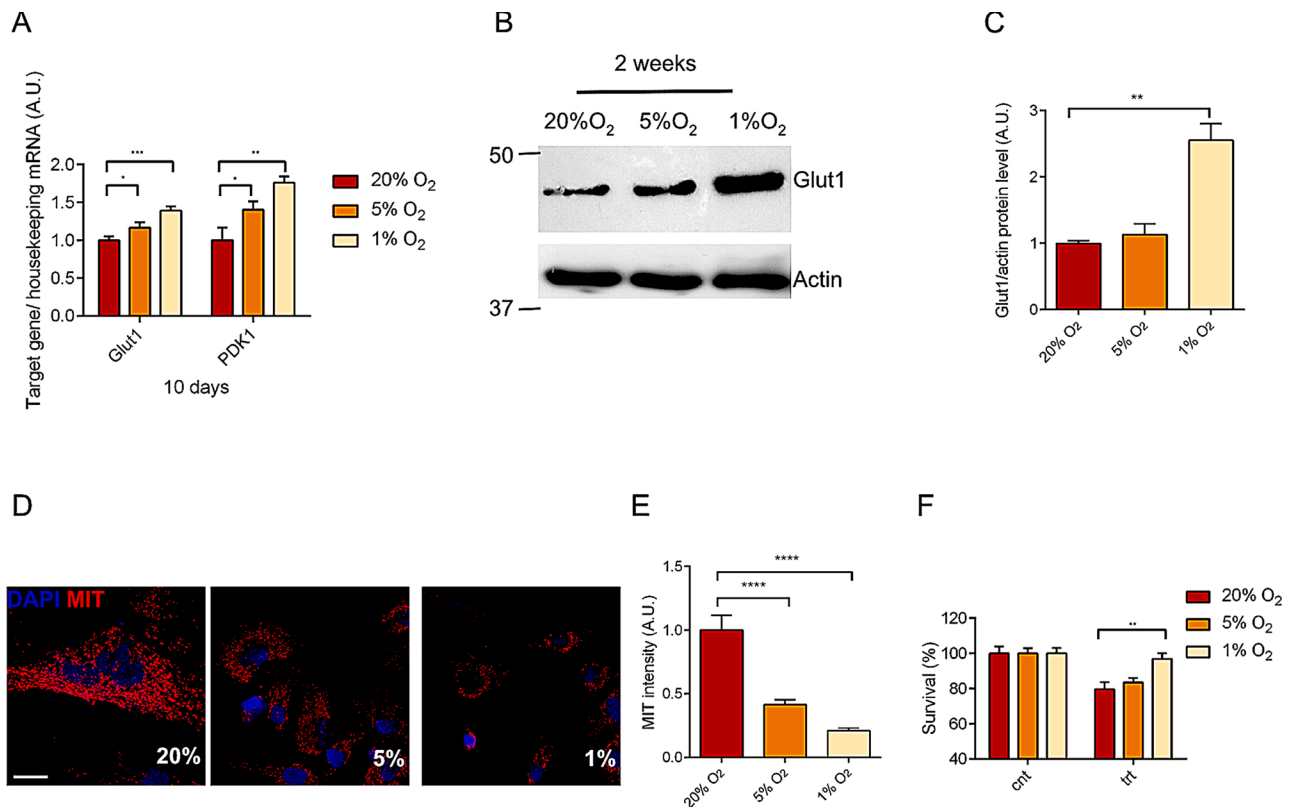 A
Target gene/ housekeeping mRNA (A.U.)
2.0
1.5
1.0
0.5
0.0
***
*
**
*
Glut1
PDK1
10 days
20% O2
5% O2
1% O2
B
2 weeks
20%O2 5%O2 1%O2
50
Glut1
Actin
37
C
Glut1/actin protein level (A.U.)
3
2
1
0
**
20% O2
5% O2
1% O2
D
DAPI MIT
20%
5%
1%
E
MIT intensity (A.U.)
1.5
1.0
0.5
0.0
****
****
20% O2
5% O2
1% O2
F
Survival (%)
120
100
80
60
40
**
cnt
trt
20% O2
5% O2
1% O2